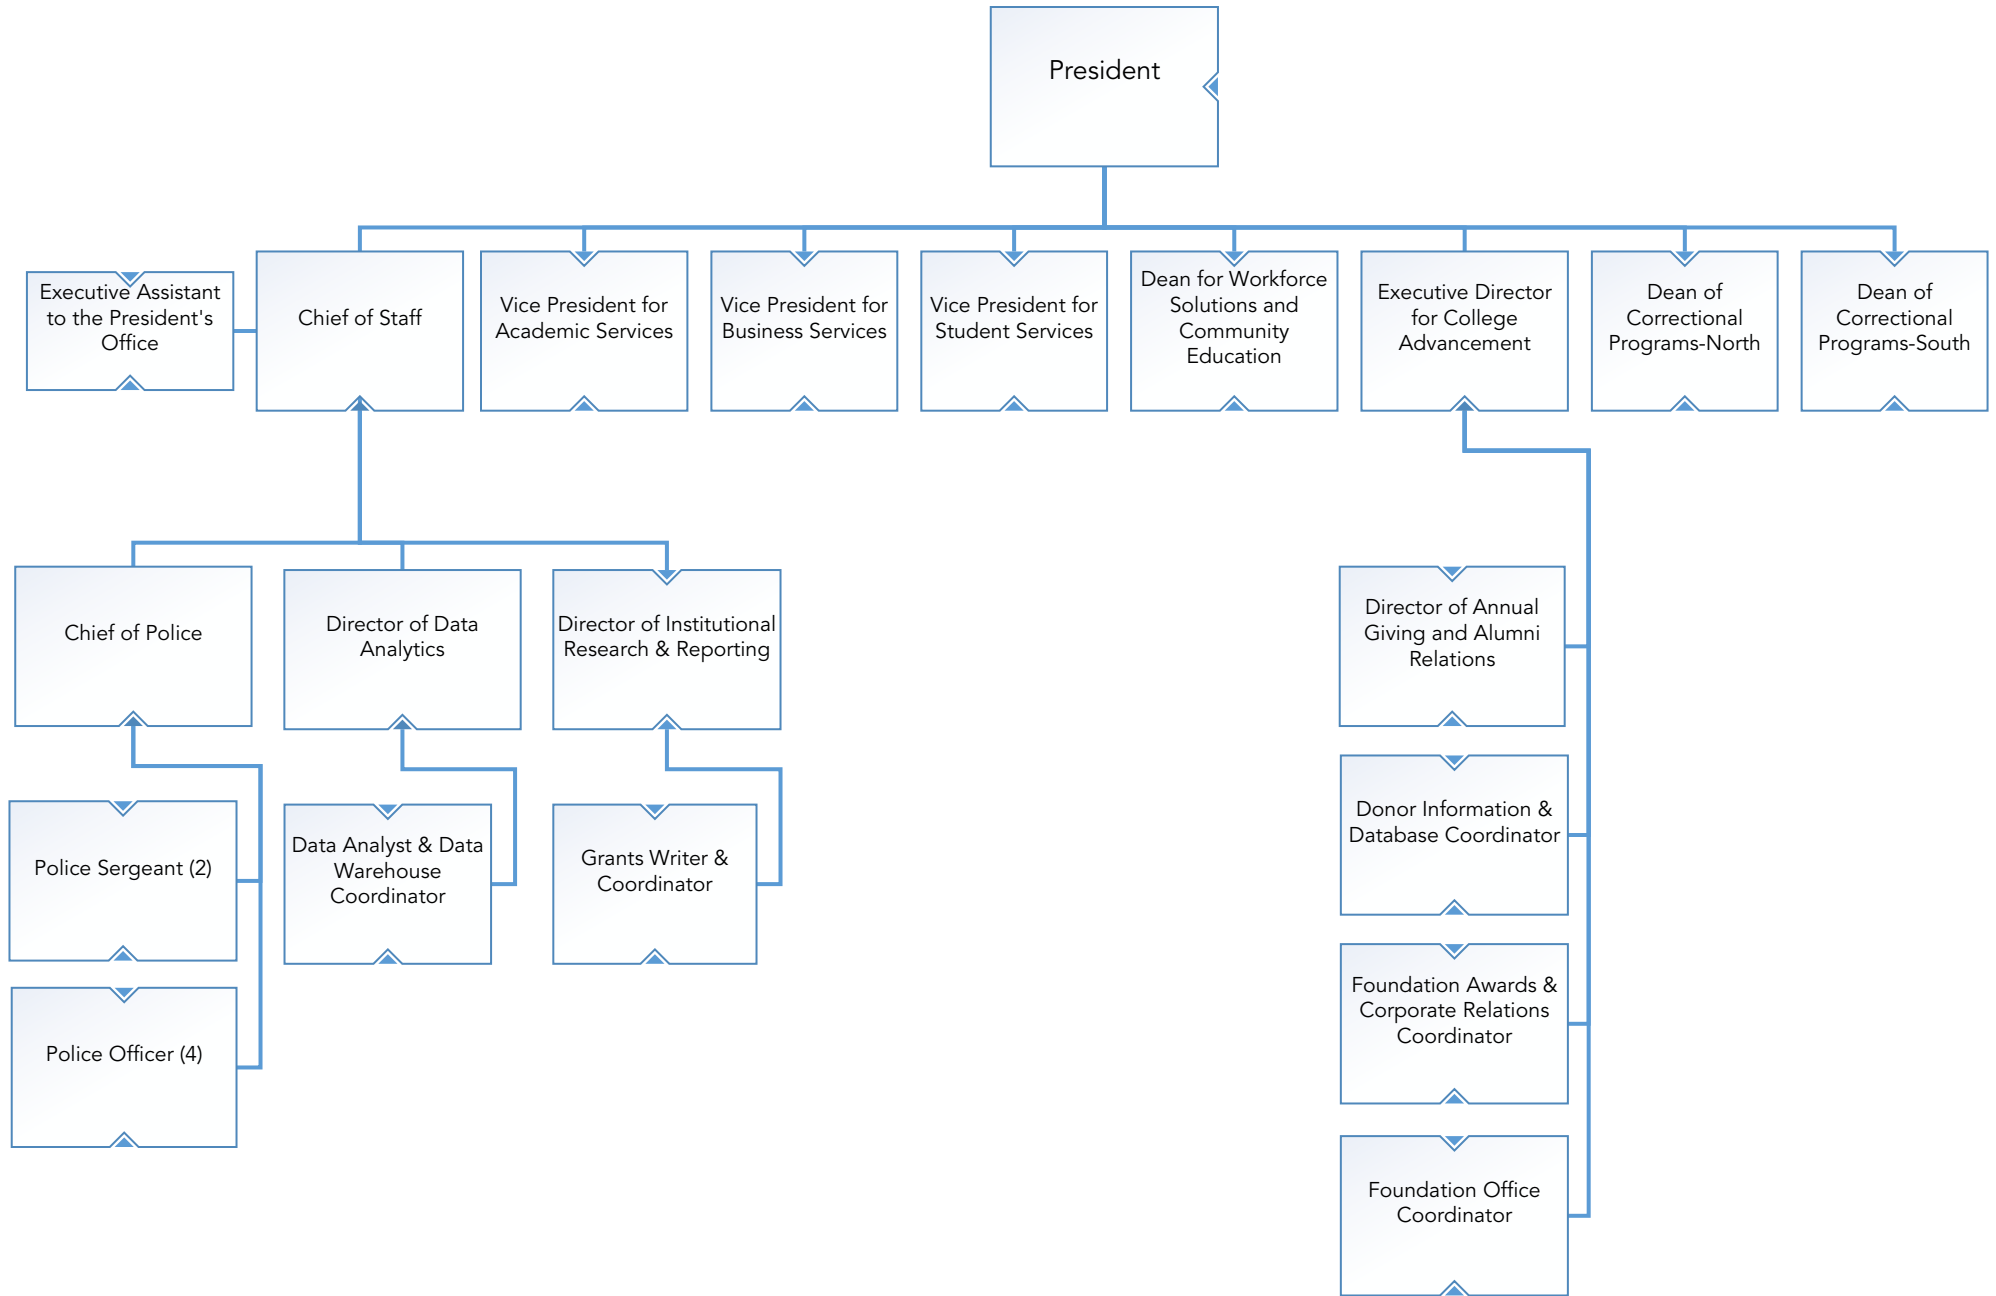 President
Executive Assistant
to the President's
Office
Chief of Staff
Vice President for
Academic Services
Vice President for
Business Services
Vice President for
Student Services
Dean for Workforce
Solutions and
Community
Education
Executive Director
for College
Advancement
Dean of
Correctional
Programs-North
Dean of
Correctional
Programs-South
Chief of Police
Director of Data
Analytics
Director of Institutional
Research & Reporting
Director of Annual
Giving and Alumni
Relations
Police Sergeant (2)
Data Analyst & Data
Warehouse
Coordinator
Grants Writer &
Coordinator
Donor Information &
Database Coordinator
Police Officer (4)
Foundation Awards &
Corporate Relations
Coordinator
Foundation Office
Coordinator